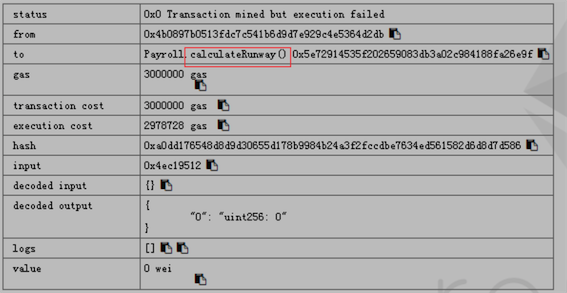 status 0x0 Transaction mined but execution failed
from 0x4b0897b0513fdc7c541b6d9d7e929c4e5364d2db
to Payroll.calculateRunway() 0x5e72914535f202659083db3a02c984188fa26e9f
gas 3000000 gas
transaction cost 3000000 gas
execution cost 2978728 gas
hash 0xa0dd176548d8d9d30655d178b9984b24a3f2fccdbe7634ed561582d6d8d7d586
input 0x4ec19512
decoded input {}
decoded output {
"0": "uint256: 0"
}
logs []
value 0 wei